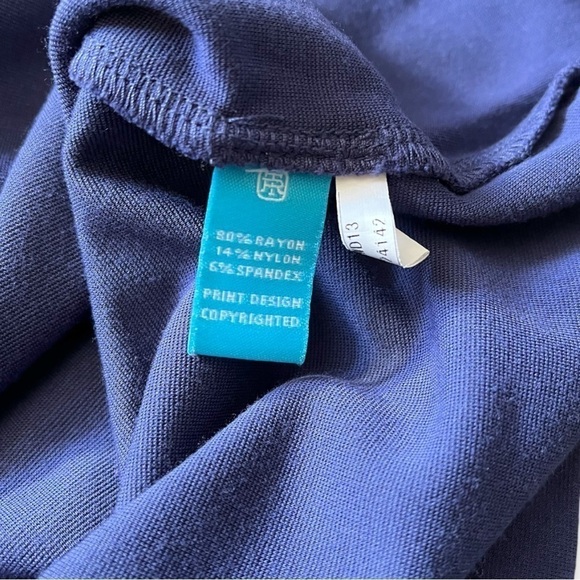 80% RAYON
14% NYLON
6% SPANDEX
PRINT DESIGN
COPYRIGHTED
D13
4142